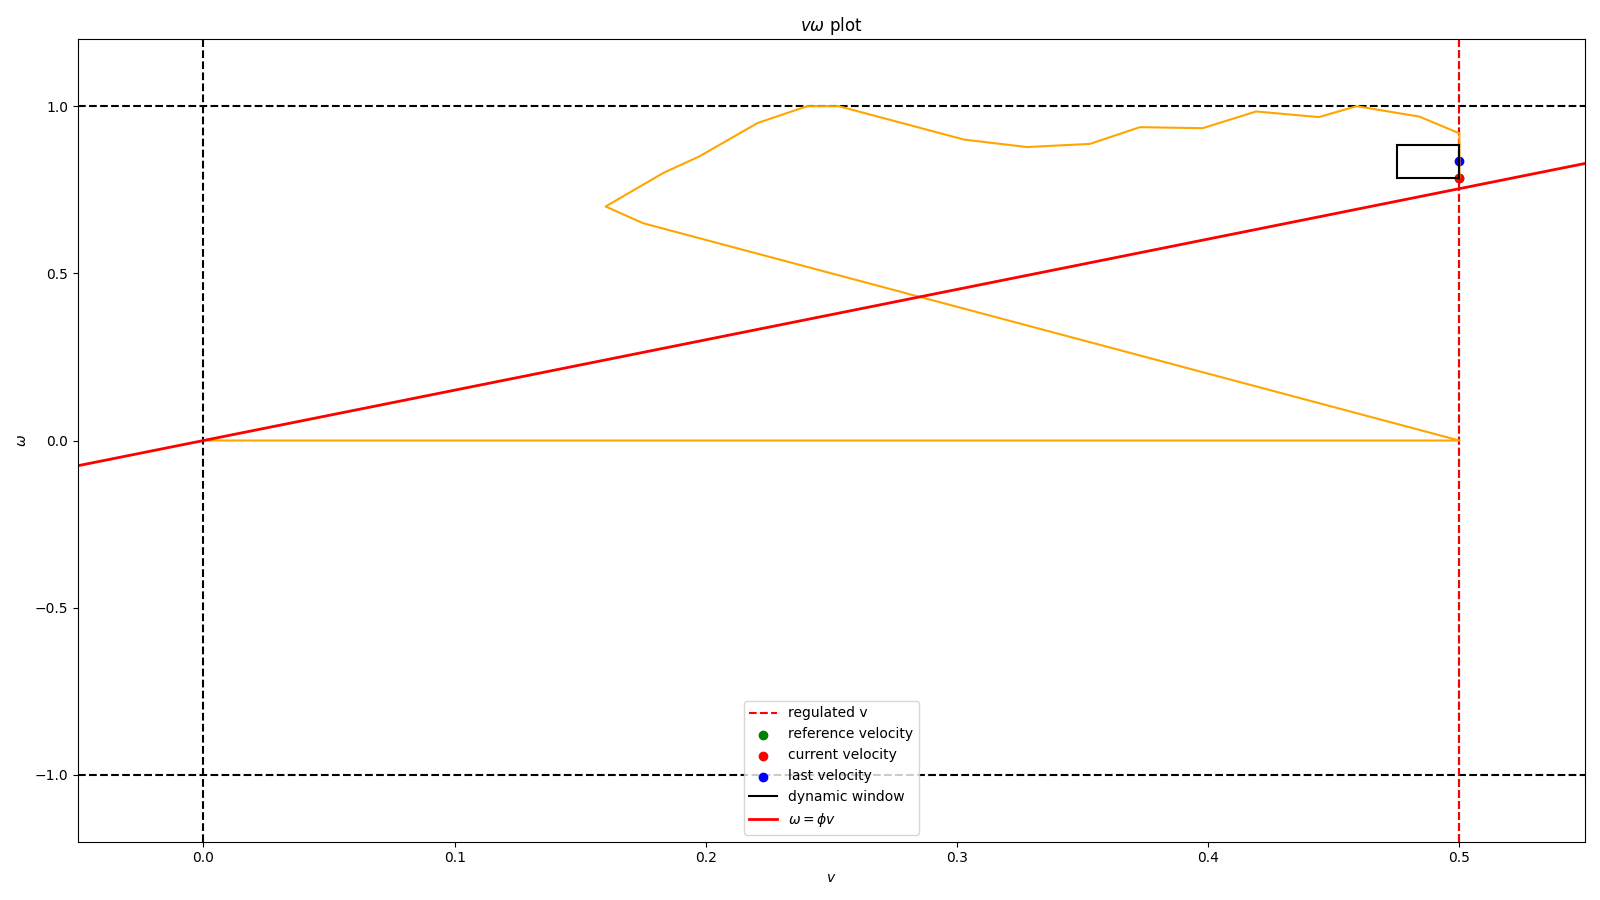 vω plot
1.0
0.5
0.0
−0.5
−1.0
ω
regulated v
reference velocity
current velocity
last velocity
dynamic window
ω = ϕv
0.0 0.1 0.2 0.3 0.4 0.5
v